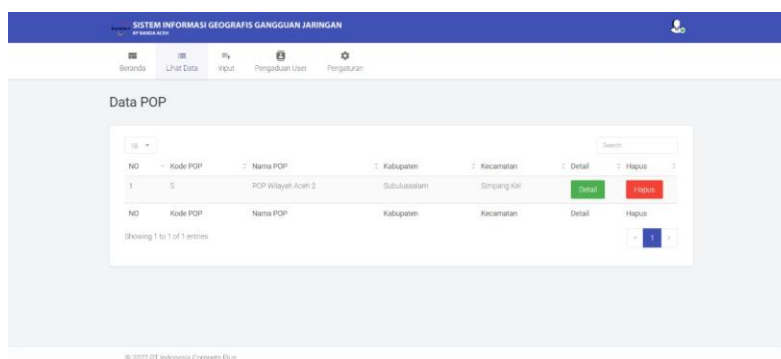 SISTEM INFORMASI GEOGRAFIS GANGGUAN JARINGAN
KP BANDA ACEH
Beranda Lihat Data Input Pengaduan User Pengaturan
Data POP
10 Search
NO Kode POP Nama POP Kabupaten Kecamatan Detail Hapus
1 S POP Wilayah Aceh 2 Subulussalam Simpang Kiri Detail Hapus
NO Kode POP Nama POP Kabupaten Kecamatan Detail Hapus
Showing 1 to 1 of 1 entries
< 1 >
© 2022 PT Indonesia Comnets Plus